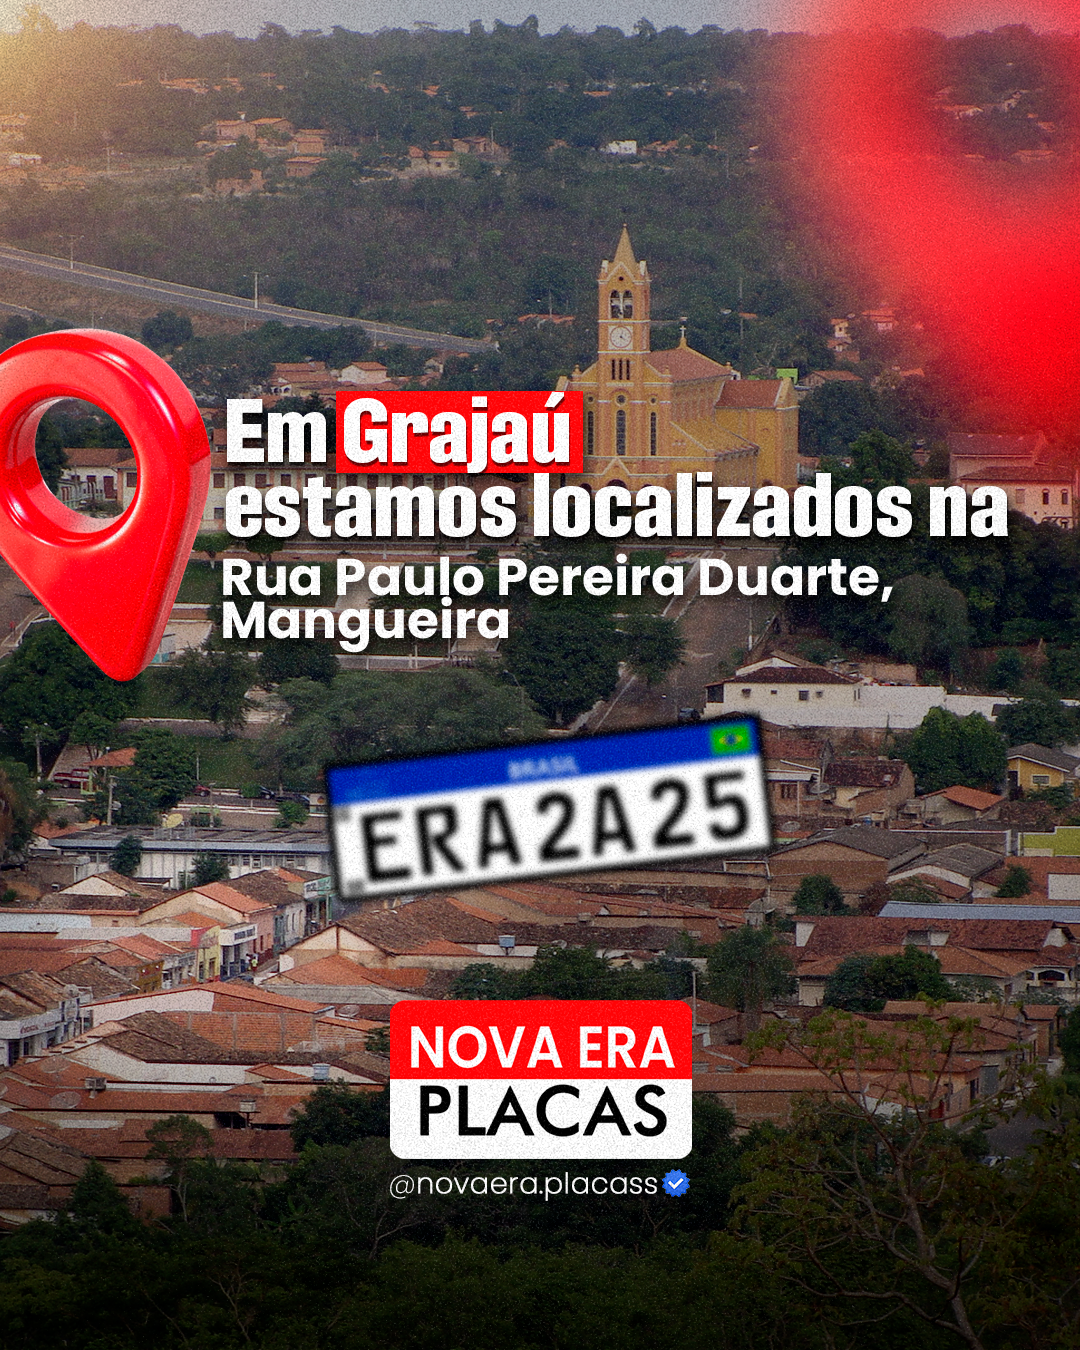 Em Grajaú
estamos localizados na
Rua Paulo Pereira Duarte,
Mangueira
BRASIL
ERA2A25
NOVA ERA
PLACAS
@novaera.placass